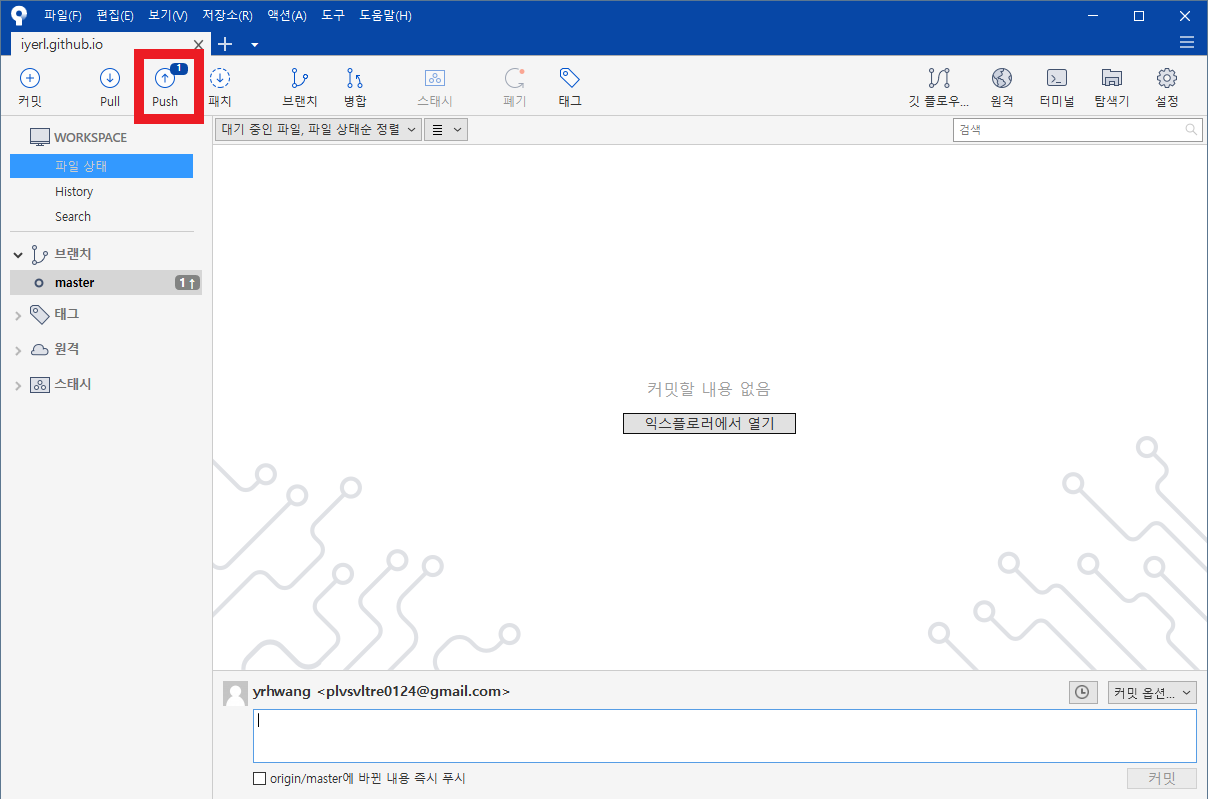 파일(F) 편집(E) 보기(V) 저장소(R) 액션(A) 도구 도움말(H)
iyerl.github.io
커밋 Pull Push 1 패치 브랜치 병합 스태시 폐기 태그 깃 플로우... 원격 터미널 탐색기 설정
대기 중인 파일, 파일 상태순 정렬
검색
WORKSPACE
파일 상태
History
Search
브랜치
master 1↑
태그
원격
스태시
커밋할 내용 없음
익스플로러에서 열기
yrhwang <plvsvltre0124@gmail.com>
커밋 옵션...
origin/master에 바뀐 내용 즉시 푸시
커밋